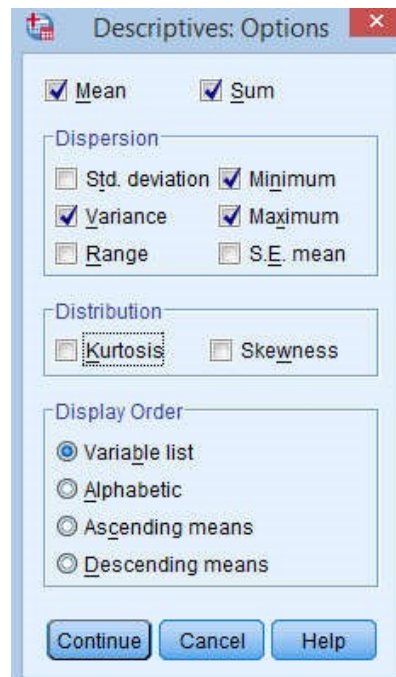 Descriptives: Options
Mean Sum
Dispersion
Std. deviation Minimum
Variance Maximum
Range S.E. mean
Distribution
Kurtosis Skewness
Display Order
Variable list
Alphabetic
Ascending means
Descending means
Continue Cancel Help